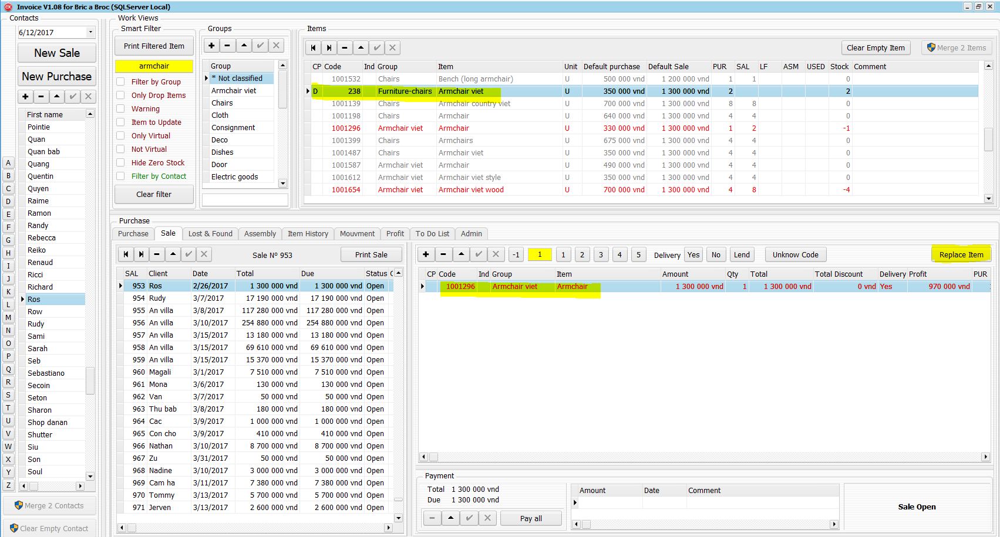 Invoice V1.08 for Bric a Broc (SQLServer Local)
Contacts
6/12/2017
New Sale
New Purchase
First name
Pointie
Quan
Quan bab
Quang
Quentin
Quyen
Raime
Ramon
Randy
Rebecca
Reiko
Renaud
Ricci
Richard
Ros
Row
Rudy
Sami
Sarah
Seb
Sebastiano
Secoin
Seton
Sharon
Shop danan
Shutter
Siu
Son
Soul
A
B
C
D
E
F
G
H
I
J
K
L
M
N
O
P
Q
R
S
T
U
V
W
X
Y
Z
Merge 2 Contacts
Clear Empty Contact
Work Views
Smart Filter
Print Filtered Item
armchair
Filter by Group
Only Drop Items
Warning
Item to Update
Only Virtual
Not Virtual
Hide Zero Stock
Filter by Contact
Clear filter
Groups
Group
* Not classified
Armchair viet
Chairs
Cloth
Consignment
Deco
Dishes
Door
Electric goods
Items
Clear Empty Item
Merge 2 Items
CP Code Ind Group Item Unit Default purchase Default Sale PUR SAL LF ASM USED Stock Comment
1001532 Chairs Bench (long armchair) U 500 000 vnd 1 200 000 vnd 1 1 0
D 238 Furniture-chairs Armchair viet U 350 000 vnd 1 300 000 vnd 2 2
1001139 Chairs Armchair country viet U 700 000 vnd 1 300 000 vnd 8 8 0
1001198 Chairs Armchair U 640 000 vnd 1 300 000 vnd 4 4 0
1001296 Armchair viet Armchair U 330 000 vnd 1 300 000 vnd 1 2 -1
1001399 Chairs Armchairs U 675 000 vnd 1 300 000 vnd 4 4 0
1001487 Chairs Armchair viet U 350 000 vnd 1 300 000 vnd 4 4 0
1001587 Armchair viet Armchair U 490 000 vnd 1 300 000 vnd 4 4 0
1001612 Armchair viet Armchair viet style U 350 000 vnd 1 300 000 vnd 4 4 0
1001654 Armchair viet Armchair viet wood U 700 000 vnd 1 300 000 vnd 4 8 -4
Purchase
Purchase Sale Lost & Found Assembly Item History Mouvment Profit To Do List Admin
Sale N° 953
Print Sale
SAL Client Date Total Due Status
953 Ros 2/26/2017 1 300 000 vnd 1 300 000 vnd Open
954 Rudy 3/7/2017 17 190 000 vnd 17 190 000 vnd Open
955 An villa 3/8/2017 117 280 000 vnd 117 280 000 vnd Open
956 An villa 3/10/2017 254 880 000 vnd 254 880 000 vnd Open
957 An villa 3/15/2017 13 180 000 vnd 13 180 000 vnd Open
958 An villa 3/15/2017 69 610 000 vnd 69 610 000 vnd Open
959 An villa 3/15/2017 15 370 000 vnd 15 370 000 vnd Open
960 Magali 3/1/2017 7 510 000 vnd 7 510 000 vnd Open
961 Mona 3/6/2017 130 000 vnd 130 000 vnd Open
962 Van 3/7/2017 50 000 vnd 50 000 vnd Open
963 Thu bab 3/8/2017 180 000 vnd 180 000 vnd Open
964 Cac 3/9/2017 1 000 000 vnd 1 000 000 vnd Open
965 Con cho 3/9/2017 410 000 vnd 410 000 vnd Open
966 Nathan 3/10/2017 8 700 000 vnd 8 700 000 vnd Open
967 Zu 3/31/2017 50 000 vnd 50 000 vnd Open
968 Nadine 3/10/2017 3 000 000 vnd 3 000 000 vnd Open
969 Cam ha 3/11/2017 7 380 000 vnd 7 380 000 vnd Open
970 Tommy 3/13/2017 5 700 000 vnd 5 700 000 vnd Open
971 Jerven 3/13/2017 2 600 000 vnd 2 600 000 vnd Open
-1 1 1 2 3 4 5 Delivery Yes No Lend Unknow Code Replace Item
CP Code Ind Group Item Amount Qty Total Total Discount Delivery Profit PUR
1001296 Armchair viet Armchair 1 300 000 vnd 1 1 300 000 vnd 0 vnd Yes 970 000 vnd
Payment
Total 1 300 000 vnd
Due 1 300 000 vnd
Pay all
Amount Date Comment
Sale Open